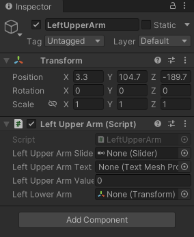 Inspector
LeftUpperArm Static
Tag Untagged Layer Default
Transform
Position X 3.3 Y 104.7 Z -189.7
Rotation X 0 Y 0 Z 0
Scale X 1 Y 1 Z 1
Left Upper Arm (Script)
Script LeftUpperArm
Left Upper Arm Slide None (Slider)
Left Upper Arm Text None (Text Mesh Pro
Left Upper Arm Value 0
Left Lower Arm None (Transform)
Add Component